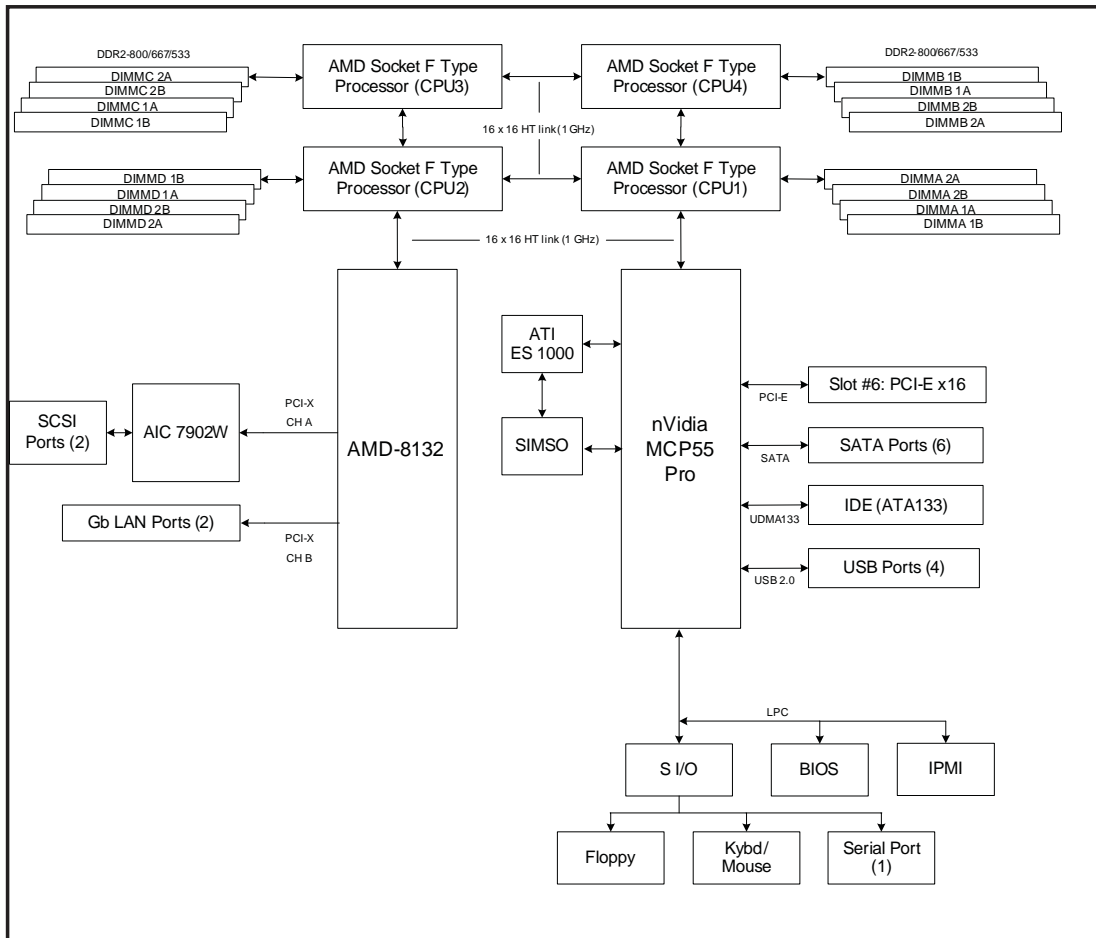 DDR2-800/667/533
DIMMC 2A
DIMMC 2B
DIMMC 1A
DIMMC 1B
AMD Socket F Type
Processor (CPU3)
AMD Socket F Type
Processor (CPU4)
DDR2-800/667/533
DIMMB 1B
DIMMB 1A
DIMMB 2B
DIMMB 2A
16 x 16 HT link (1 GHz)
DIMMD 1B
DIMMD 1A
DIMMD 2B
DIMMD 2A
AMD Socket F Type
Processor (CPU2)
AMD Socket F Type
Processor (CPU1)
DIMMA 2A
DIMMA 2B
DIMMA 1A
DIMMA 1B
16 x 16 HT link (1 GHz)
SCSI
Ports (2)
AIC 7902W
PCI-X
CH A
Gb LAN Ports (2)
PCI-X
CH B
AMD-8132
ATI
ES 1000
SIMSO
nVidia
MCP55
Pro
PCI-E
Slot #6: PCI-E x16
SATA
SATA Ports (6)
UDMA133
IDE (ATA133)
USB 2.0
USB Ports (4)
LPC
S I/O
BIOS
IPMI
Floppy
Kybd/
Mouse
Serial Port
(1)